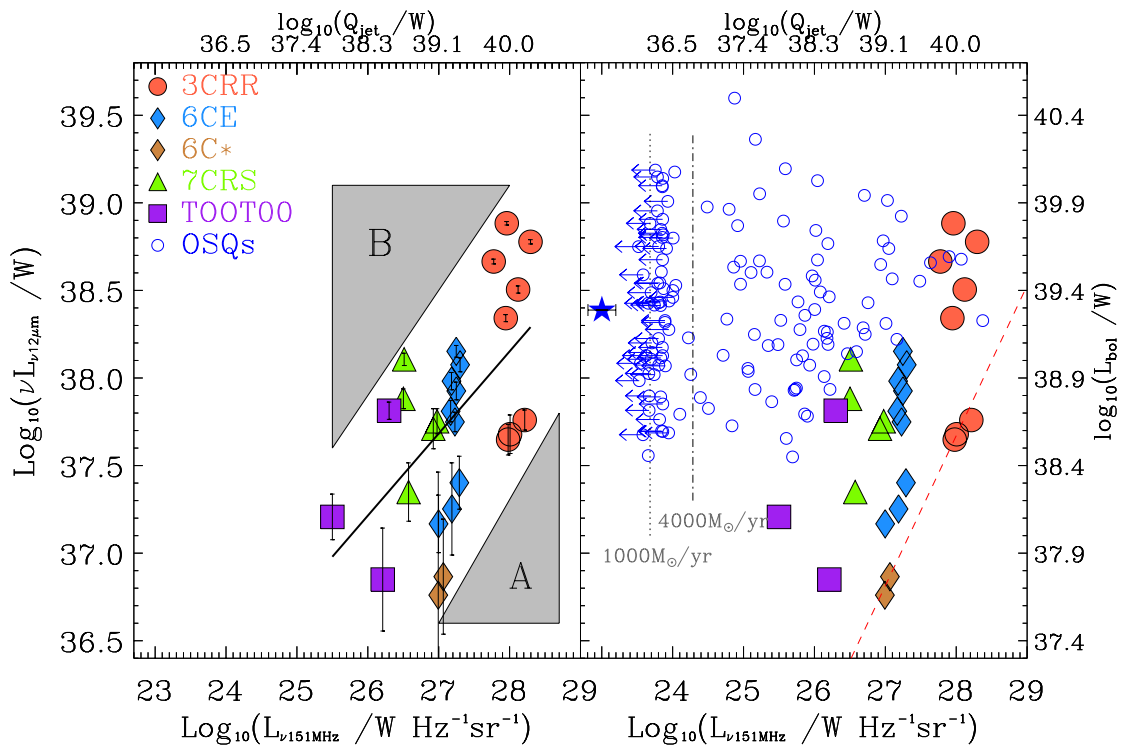 log₁₀(Q_jet /W) log₁₀(Q_jet /W)
36.5 37.4 38.3 39.1 40.0 36.5 37.4 38.3 39.1 40.0
3CRR
6CE
6C*
7CRS
TOOTOO
OSQs
B
A
39.5
39.0
38.5
38.0
37.5
37.0
36.5
Log₁₀(νL_ν12μm /W)
4000M☉/yr
1000M☉/yr
40.4
39.9
39.4
38.9
38.4
37.9
37.4
log₁₀(L_bol /W)
23 24 25 26 27 28 29 24 25 26 27 28 29
Log₁₀(L_ν151MHz /W Hz⁻¹sr⁻¹) Log₁₀(L_ν151MHz /W Hz⁻¹sr⁻¹)